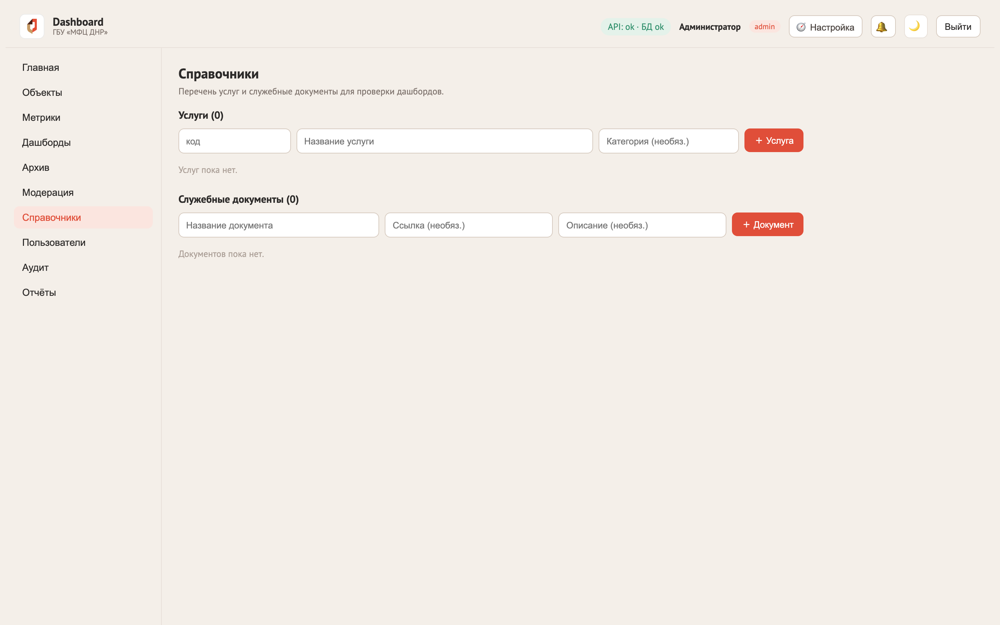 Dashboard
ГБУ «МФЦ ДНР»
API: ok · БД ok
Администратор
admin
Настройка
Выйти
Главная
Объекты
Метрики
Дашборды
Архив
Модерация
Справочники
Пользователи
Аудит
Отчёты
Справочники
Перечень услуг и служебные документы для проверки дашбордов.
Услуги (0)
код
Название услуги
Категория (необяз.)
+ Услуга
Услуг пока нет.
Служебные документы (0)
Название документа
Ссылка (необяз.)
Описание (необяз.)
+ Документ
Документов пока нет.